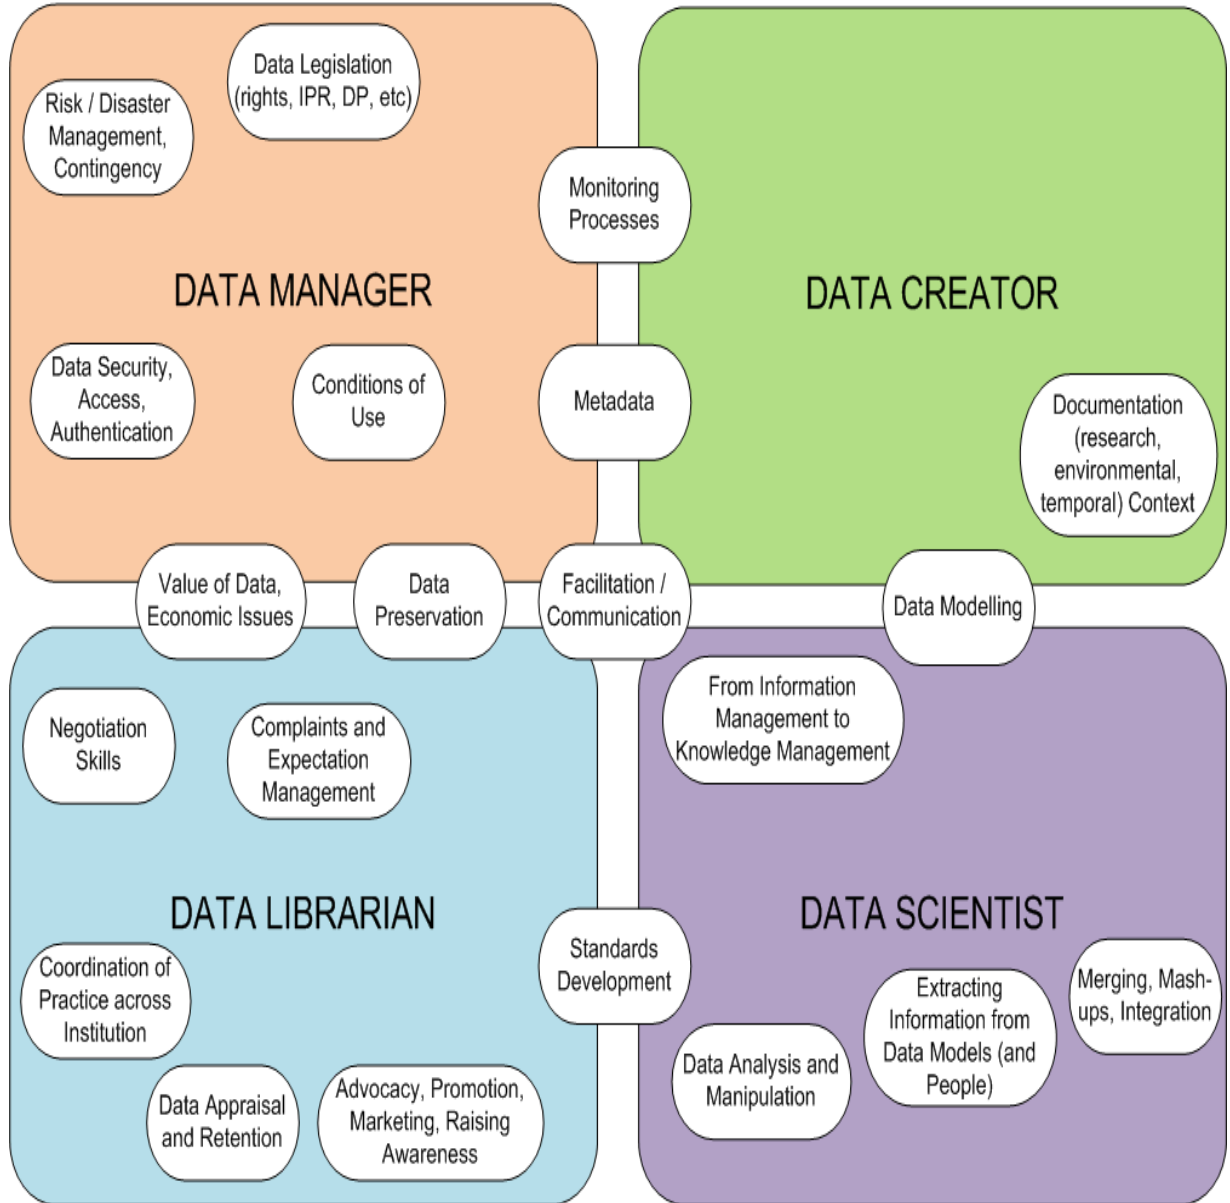 Data Legislation
(rights, IPR, DP, etc)
Risk / Disaster
Management,
Contingency
Monitoring
Processes
DATA MANAGER
DATA CREATOR
Data Security,
Access,
Authentication
Conditions of
Use
Metadata
Documentation
(research,
environmental,
temporal) Context
Value of Data,
Economic Issues
Data
Preservation
Facilitation /
Communication
Data Modelling
Negotiation
Skills
Complaints and
Expectation
Management
From Information
Management to
Knowledge Management
DATA LIBRARIAN
DATA SCIENTIST
Coordination of
Practice across
Institution
Standards
Development
Extracting
Information from
Data Models (and
People)
Merging, Mash-
ups, Integration
Data Analysis and
Manipulation
Data Appraisal
and Retention
Advocacy, Promotion,
Marketing, Raising
Awareness